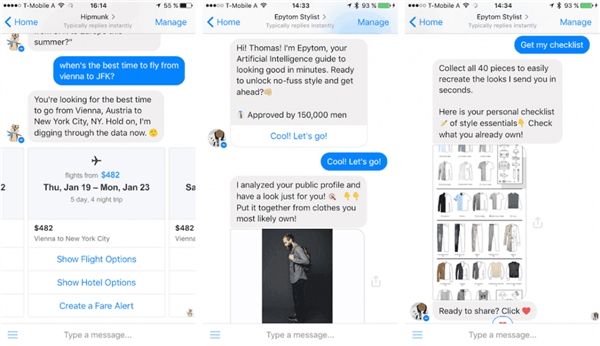 T-Mobile A
16:14
Home
Hipmunk
Typically replies instantly
Manage
summer?"
when's the best time to fly from
vienna to JFK?
You're looking for the best time
to go from Vienna, Austria to
New York City, NY. Hold on, I'm
digging through the data now.
flights from $482
Thu, Jan 19 – Mon, Jan 23
5 day, 4 night trip
Sa
$482
Vienna to New York City
$482
Vienna
Show Flight Options
Show Hotel Options
Create a Fare Alert
Type a message...
T-Mobile A
14:33
93 %
Home
Epytom Stylist
Typically replies instantly
Manage
Hi! Thomas! I'm Epytom, your
Artificial Intelligence guide to
looking good in minutes. Ready
to unlock no-fuss style and get
ahead?
Approved by 150,000 men
Cool! Let's go!
Cool! Let's go!
I analyzed your public profile and
have a look just for you!
Put it together from clothes you
most likely own!
Type a message...
T-Mobile A
14:34
93 %
Home
Epytom Stylist
Typically replies instantly
Manage
Get my checklist
Collect all 40 pieces to easily
recreate the looks I send you in
seconds.
Here is your personal checklist
of style essentials Check
what you already own!
Ready to share? Click
Type a message...